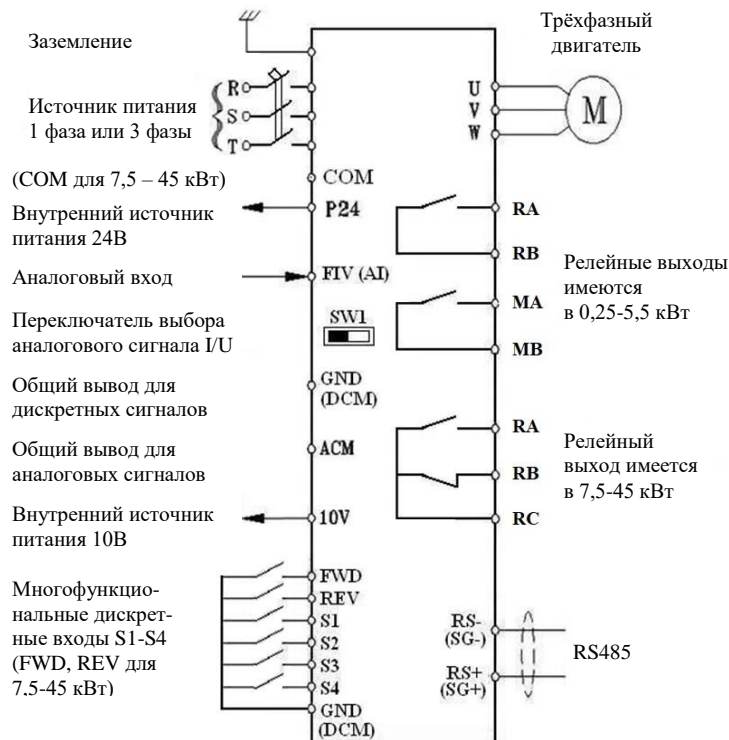 Заземление
Источник питания
1 фаза или 3 фазы
(COM для 7,5 – 45 кВт)
Внутренний источник
питания 24В
Аналоговый вход
Переключатель выбора
аналогового сигнала I/U
Общий вывод для
дискретных сигналов
Общий вывод для
аналоговых сигналов
Внутренний источник
питания 10В
Многофункцио-
нальные дискрет-
ные входы S1-S4
(FWD, REV для
7,5-45 кВт)
R
S
T
COM
P24
FIV (AI)
SW1
GND
(DCM)
ACM
10V
FWD
REV
S1
S2
S3
S4
GND
(DCM)
Трёхфазный
двигатель
U
V
W
M
RA
RB
MA
MB
Релейные выходы
имеются
в 0,25-5,5 кВт
RA
RB
RC
Релейный
выход имеется
в 7,5-45 кВт
RS-
(SG-)
RS+
(SG+)
RS485